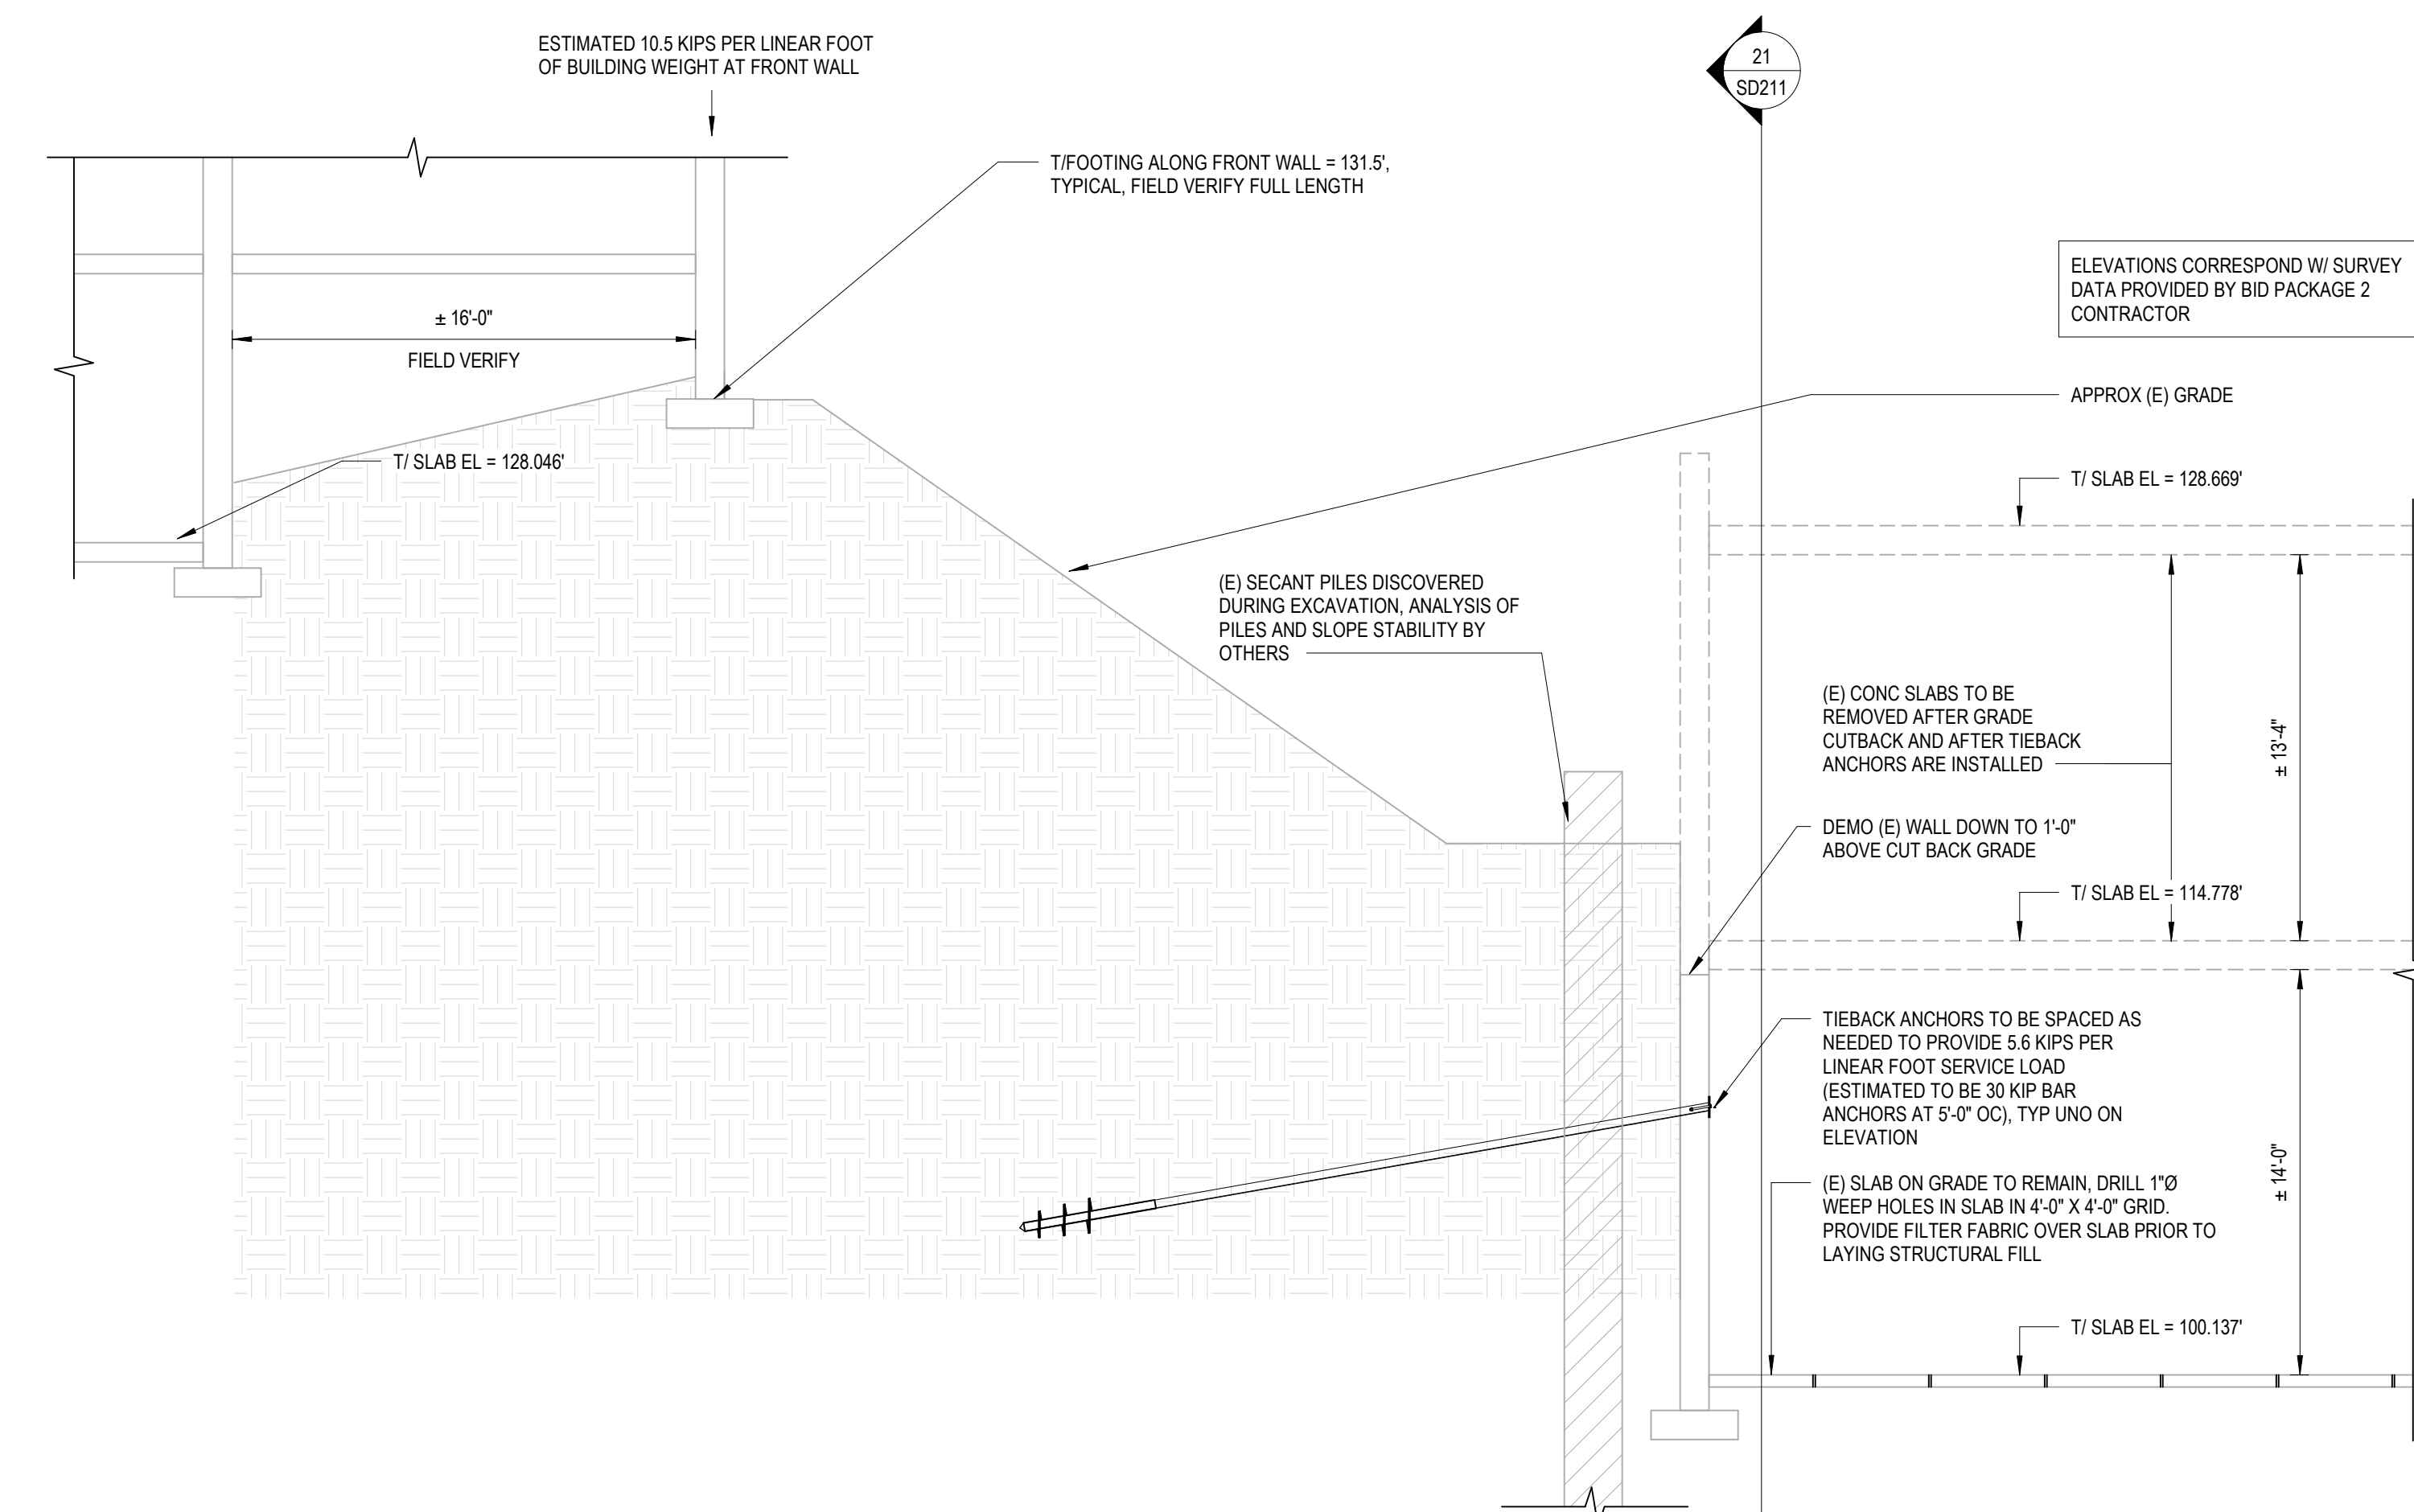 ESTIMATED 10.5 KIPS PER LINEAR FOOT
OF BUILDING WEIGHT AT FRONT WALL
21
SD211
T/FOOTING ALONG FRONT WALL = 131.5',
TYPICAL, FIELD VERIFY FULL LENGTH
ELEVATIONS CORRESPOND W/ SURVEY
DATA PROVIDED BY BID PACKAGE 2
CONTRACTOR
± 16'-0"
FIELD VERIFY
APPROX (E) GRADE
T/ SLAB EL = 128.046'
T/ SLAB EL = 128.669'
(E) SECANT PILES DISCOVERED
DURING EXCAVATION, ANALYSIS OF
PILES AND SLOPE STABILITY BY
OTHERS
(E) CONC SLABS TO BE
REMOVED AFTER GRADE
CUTBACK AND AFTER TIEBACK
ANCHORS ARE INSTALLED
± 13'-4"
DEMO (E) WALL DOWN TO 1'-0"
ABOVE CUT BACK GRADE
T/ SLAB EL = 114.778'
TIEBACK ANCHORS TO BE SPACED AS
NEEDED TO PROVIDE 5.6 KIPS PER
LINEAR FOOT SERVICE LOAD
(ESTIMATED TO BE 30 KIP BAR
ANCHORS AT 5'-0" OC), TYP UNO ON
ELEVATION
± 14'-0"
(E) SLAB ON GRADE TO REMAIN, DRILL 1"Ø
WEEP HOLES IN SLAB IN 4'-0" X 4'-0" GRID.
PROVIDE FILTER FABRIC OVER SLAB PRIOR TO
LAYING STRUCTURAL FILL
T/ SLAB EL = 100.137'